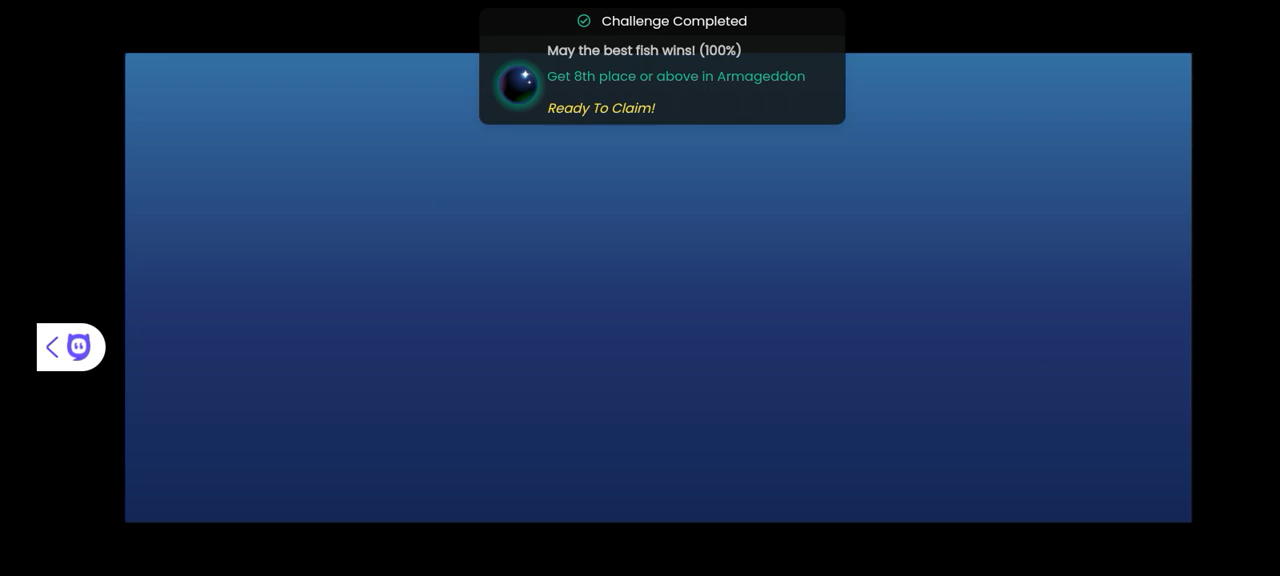 Challenge Completed
May the best fish wins! (100%)
Get 8th place or above in Armageddon
Ready To Claim!